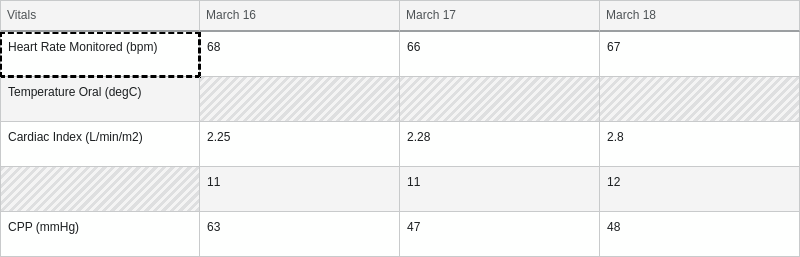 Vitals March 16 March 17 March 18
Heart Rate Monitored (bpm) 68 66 67
Temperature Oral (degC)
Cardiac Index (L/min/m2) 2.25 2.28 2.8
11 11 12
CPP (mmHg) 63 47 48